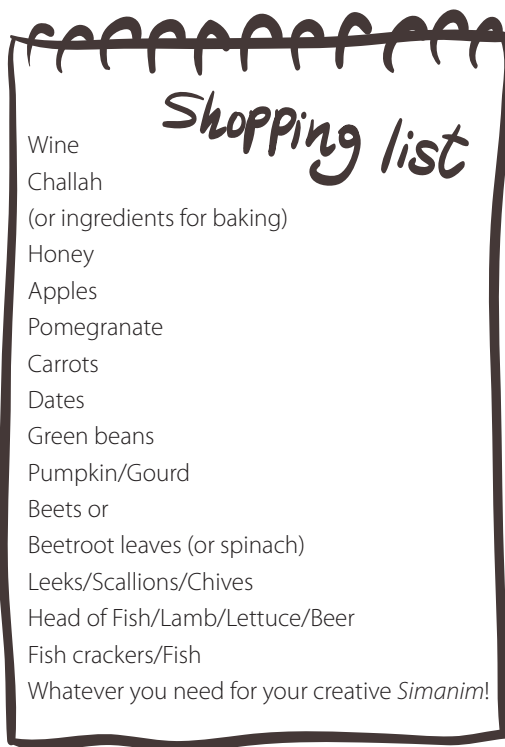 Shopping list
Wine
Challah
(or ingredients for baking)
Honey
Apples
Pomegranate
Carrots
Dates
Green beans
Pumpkin/Gourd
Beets or
Beetroot leaves (or spinach)
Leeks/Scallions/Chives
Head of Fish/Lamb/Lettuce/Beer
Fish crackers/Fish
Whatever you need for your creative Simanim!